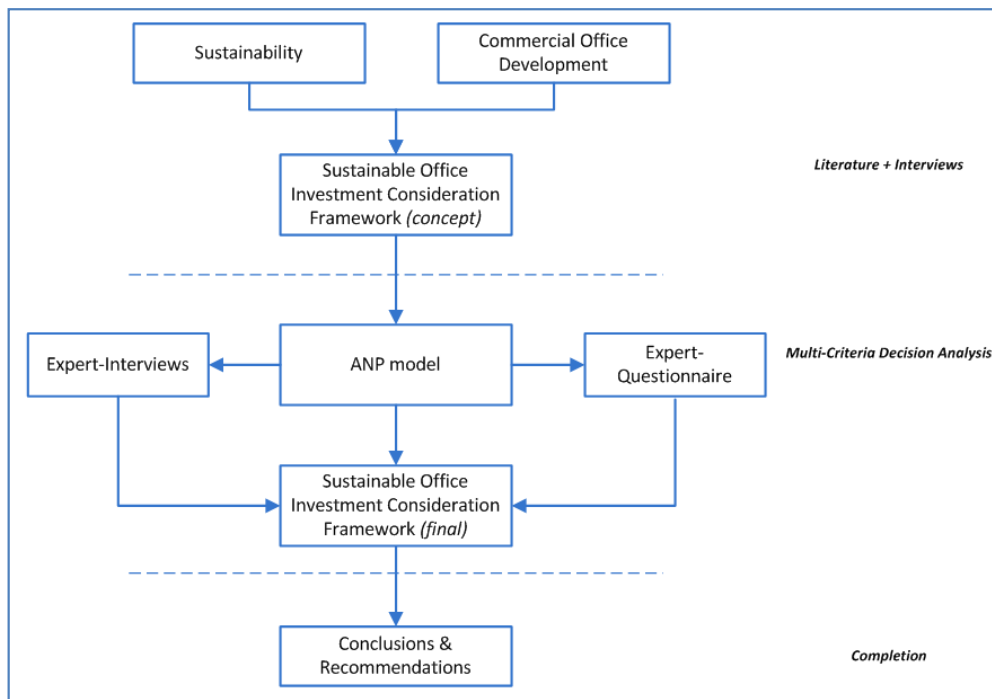 Sustainability
Commercial Office
Development
Sustainable Office
Investment Consideration
Framework (concept)
Literature + Interviews
Expert-Interviews
ANP model
Expert-
Questionnaire
Multi-Criteria Decision Analysis
Sustainable Office
Investment Consideration
Framework (final)
Conclusions &
Recommendations
Completion